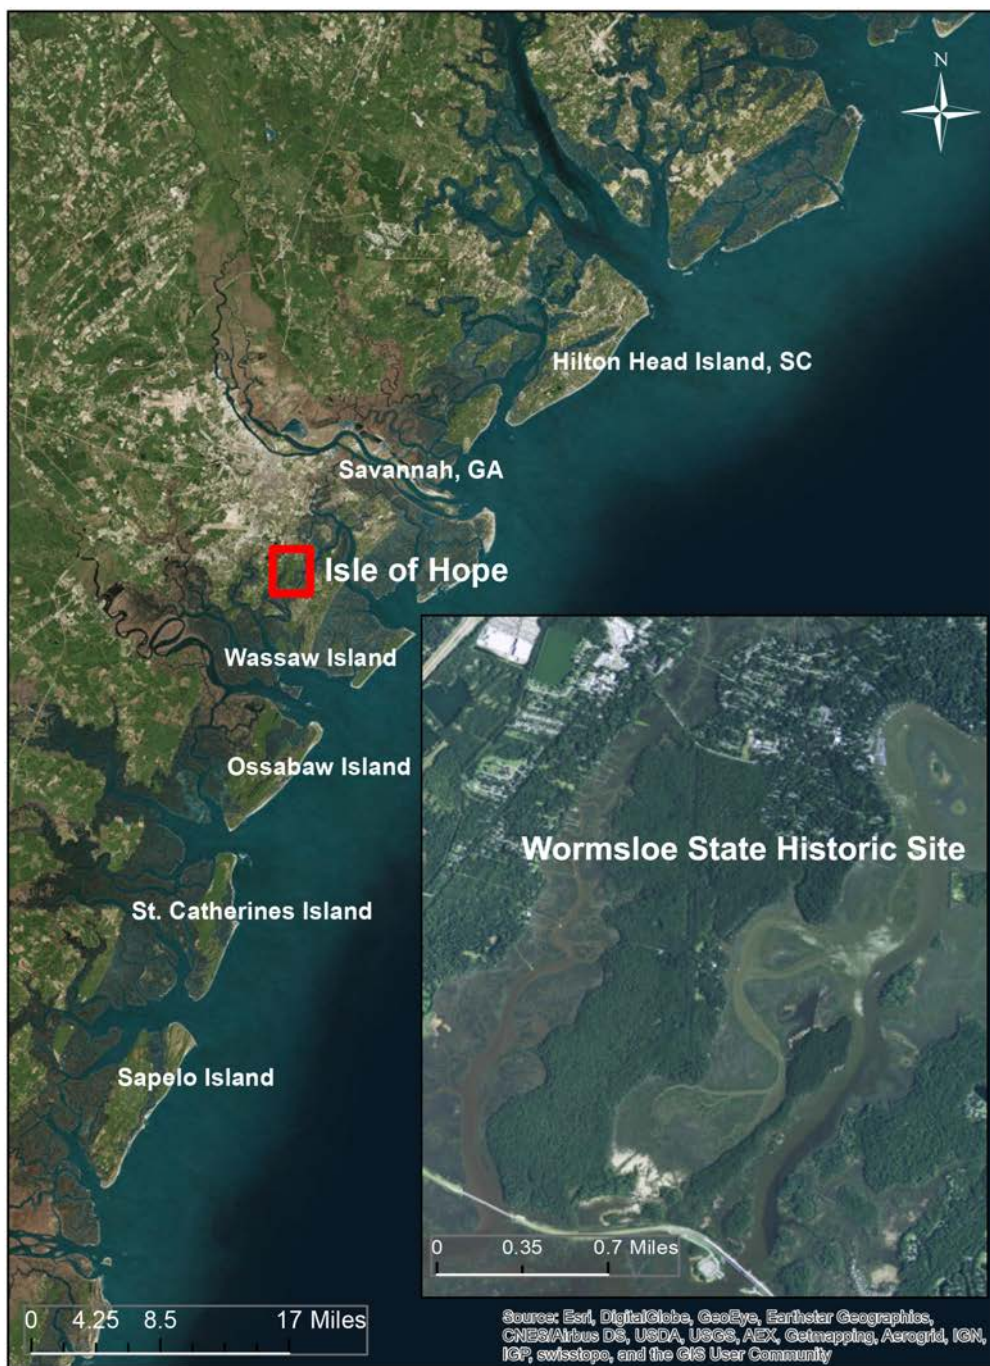 N
Hilton Head Island, SC
Savannah, GA
Isle of Hope
Wassaw Island
Ossabaw Island
St. Catherines Island
Sapelo Island
Wormsloe State Historic Site
0 0.35 0.7 Miles
0 4.25 8.5 17 Miles
Source: Esri, DigitalGlobe, GeoEye, Earthstar Geographics,
CNES/Airbus DS, USDA, USGS, AEX, Getmapping, Aerogrid, IGN,
IGP, swisstopo, and the GIS User Community